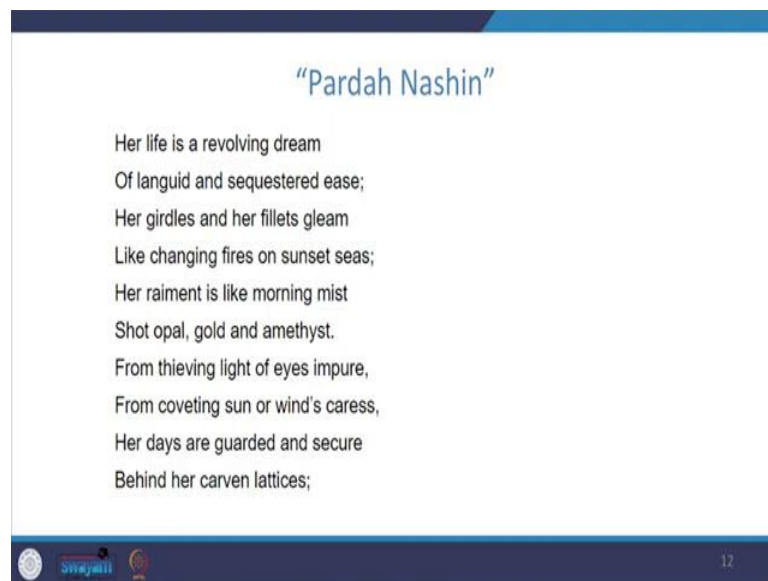 “Pardah Nashin”
Her life is a revolving dream
Of languid and sequestered ease;
Her girdles and her fillets gleam
Like changing fires on sunset seas;
Her raiment is like morning mist
Shot opal, gold and amethyst.
From thieving light of eyes impure,
From coveting sun or wind’s caress,
Her days are guarded and secure
Behind her carven lattices;
swayam
12